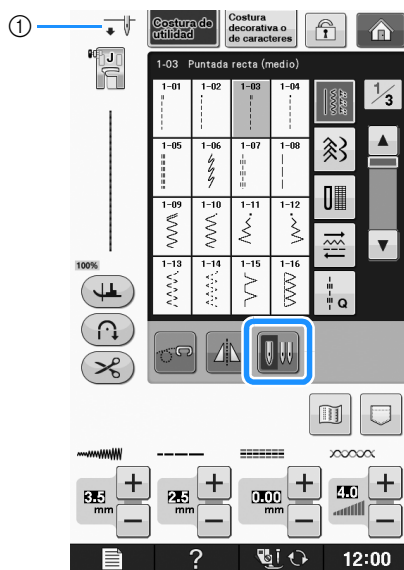 ①
Costura de utilidad
Costura decorativa o de caracteres
J
1-03 Puntada recta (medio)
1/3
1-01 1-02 1-03 1-04
1-05 1-06 1-07 1-08
1-09 1-10 1-11 1-12
1-13 1-14 1-15 1-16
Q
100%
3.5 mm + −
2.5 mm + −
0.00 mm + −
4.0 + −
? 12:00